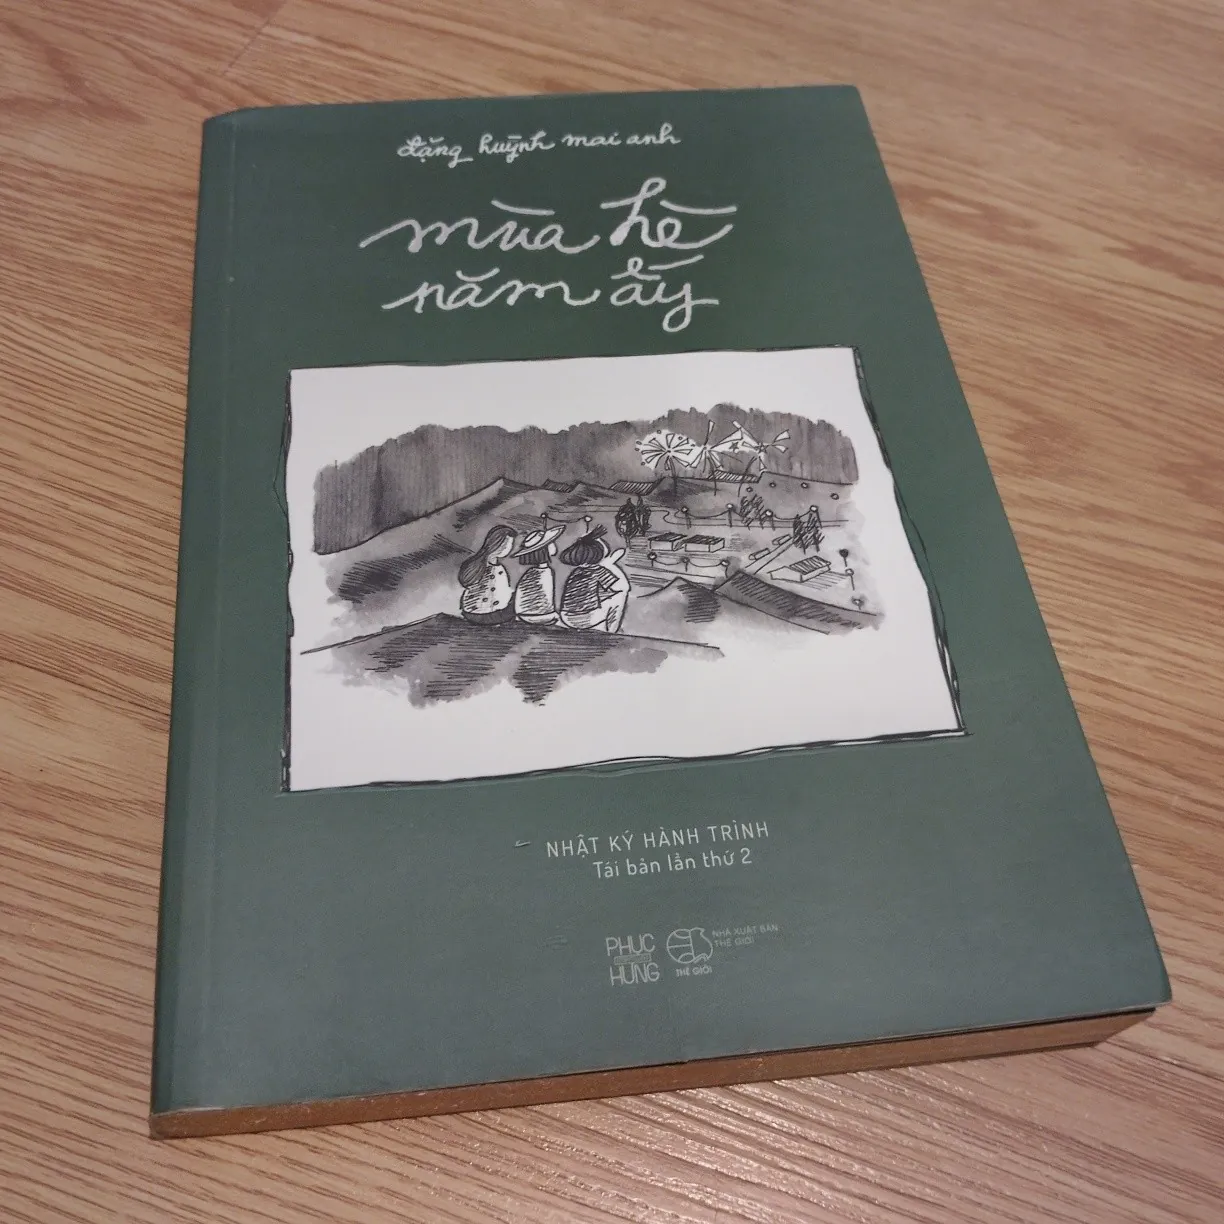 đặng huỳnh mai anh
mùa hè
năm ấy
NHẬT KÝ HÀNH TRÌNH
Tái bản lần thứ 2
PHỤC
HƯNG
NHÀ XUẤT BẢN
THẾ GIỚI
THẾ GIỚI